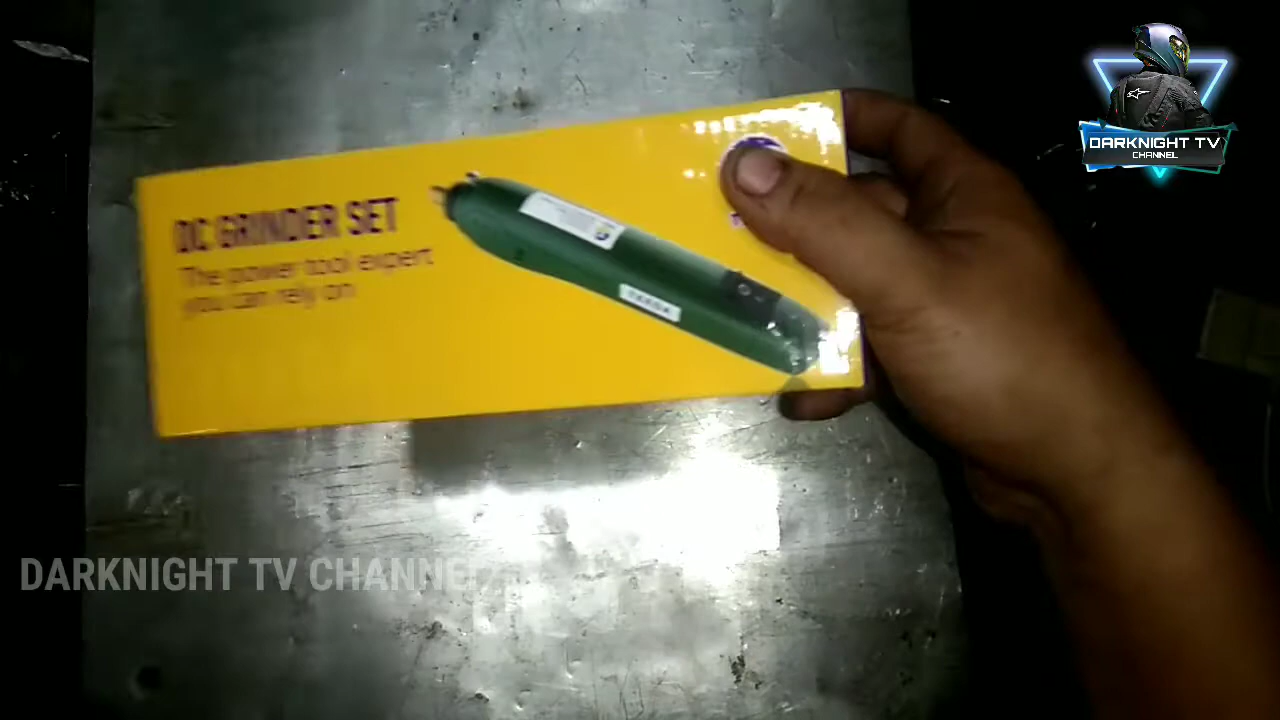 DARKNIGHT TV
CHANNEL
DC GRINDER SET
The power tool expert
you can rely on
DARKNIGHT TV CHANNEL